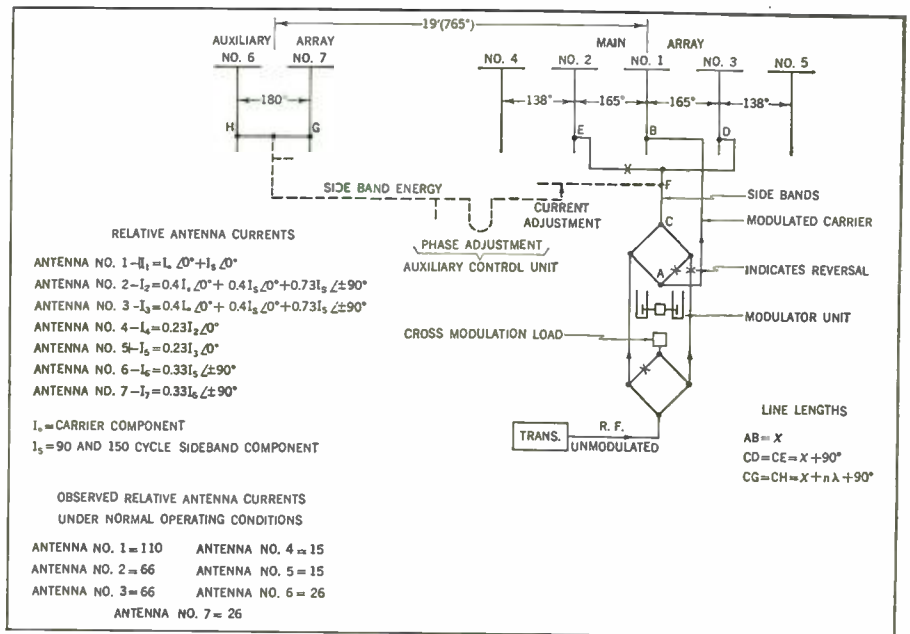 19'(765°)
AUXILIARY ARRAY
NO. 6 NO. 7
MAIN ARRAY
NO. 4 NO. 2 NO. 1 NO. 3 NO. 5
180°
138° 165° 165° 138°
H G E B D
X
F
SIDE BAND ENERGY
CURRENT
ADJUSTMENT
SIDE BANDS
MODULATED CARRIER
C
PHASE ADJUSTMENT
AUXILIARY CONTROL UNIT
A X X
INDICATES REVERSAL
MODULATOR UNIT
CROSS MODULATION LOAD
X
TRANS.
R. F.
UNMODULATED
RELATIVE ANTENNA CURRENTS
ANTENNA NO. 1-I₁=Iₒ∠0°+Iₛ∠0°
ANTENNA NO. 2-I₂=0.4Iₒ∠0°+0.4Iₛ∠0°+0.73Iₛ∠±90°
ANTENNA NO. 3-I₃=0.4Iₒ∠0°+0.4Iₛ∠0°+0.73Iₛ∠±90°
ANTENNA NO. 4-I₄=0.23I₂∠0°
ANTENNA NO. 5-I₅=0.23I₃∠0°
ANTENNA NO. 6-I₆=0.33Iₛ∠±90°
ANTENNA NO. 7-I₇=0.33Iₛ∠±90°
Iₒ=CARRIER COMPONENT
Iₛ=90 AND 150 CYCLE SIDEBAND COMPONENT
LINE LENGTHS
AB=X
CD=CE=X+90°
CG=CH=X+nλ+90°
OBSERVED RELATIVE ANTENNA CURRENTS
UNDER NORMAL OPERATING CONDITIONS
ANTENNA NO. 1=110 ANTENNA NO. 4=15
ANTENNA NO. 2=66 ANTENNA NO. 5=15
ANTENNA NO. 3=66 ANTENNA NO. 6=26
ANTENNA NO. 7=26